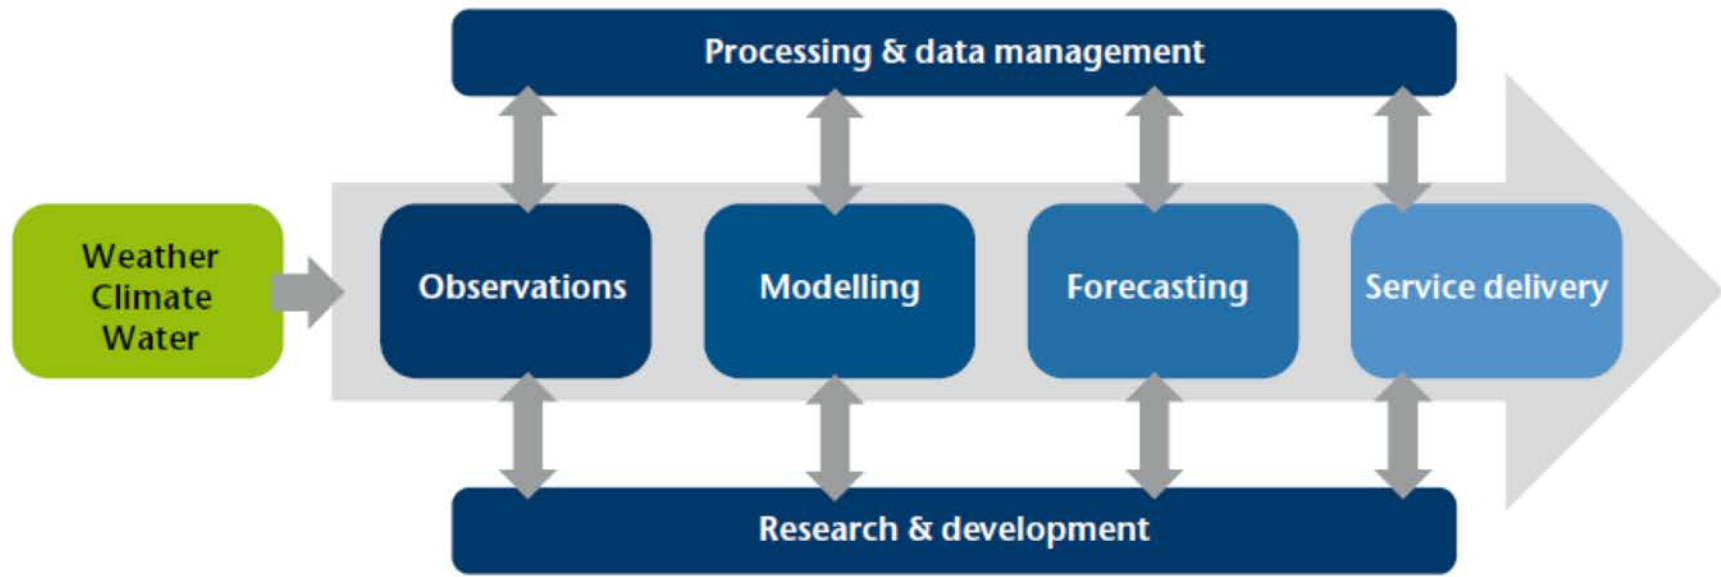 Processing & data management
Weather
Climate
Water
Observations
Modelling
Forecasting
Service delivery
Research & development